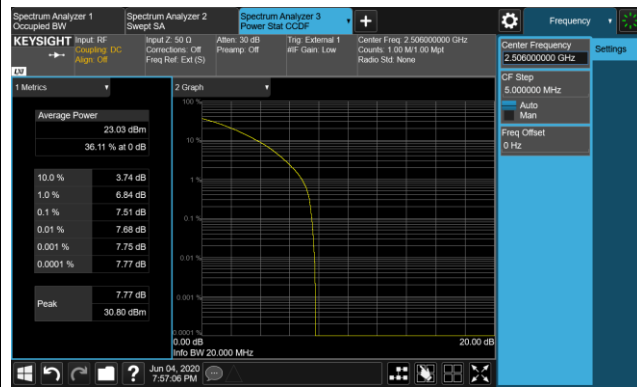 Spectrum Analyzer 1
Occupied BW
Spectrum Analyzer 2
Swept SA
Spectrum Analyzer 3
Power Stat CCDF
Frequency
KEYSIGHT
Input: RF
Coupling: DC
Align: Off
Input Z: 50 Ω
Corrections: Off
Freq Ref: Ext (S)
Atten: 30 dB
Preamp: Off
Trig: External 1
#IF Gain: Low
Center Freq: 2.506000000 GHz
Counts: 1.00 M/1.00 Mpt
Radio Std: None
LXI
Center Frequency
2.506000000 GHz
Settings
CF Step
5.000000 MHz
Auto
Man
Freq Offset
0 Hz
1 Metrics
Average Power
23.03 dBm
36.11 % at 0 dB
10.0 % 3.74 dB
1.0 % 6.84 dB
0.1 % 7.51 dB
0.01 % 7.68 dB
0.001 % 7.75 dB
0.0001 % 7.77 dB
Peak
7.77 dB
30.80 dBm
2 Graph
100 %
10 %
1 %
0.1 %
0.01 %
0.001 %
0.0001 %
0.00 dB 20.00 dB
Info BW 20.000 MHz
?
Jun 04, 2020
7:57:06 PM